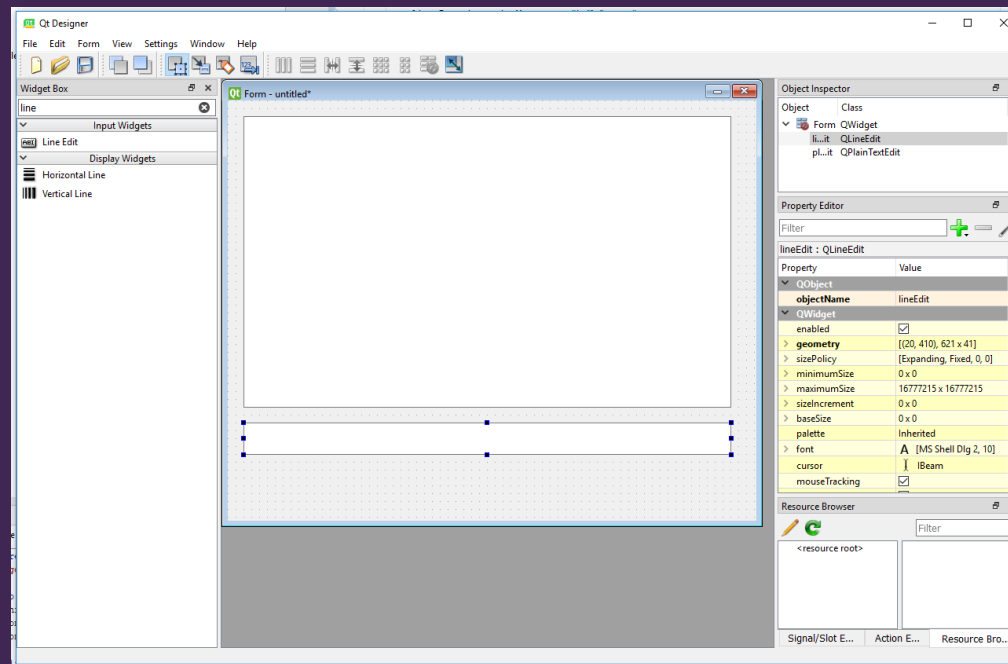 Qt Designer
File Edit Form View Settings Window Help
Widget Box
line
Input Widgets
Line Edit
Display Widgets
Horizontal Line
Vertical Line
Form - untitled*
Object Inspector
Object Class
Form QWidget
li...it QLineEdit
pl...it QPlainTextEdit
Property Editor
Filter
lineEdit : QLineEdit
Property Value
QObject
objectName lineEdit
QWidget
enabled
geometry [(20, 410), 621 x 41]
sizePolicy [Expanding, Fixed, 0, 0]
minimumSize 0 x 0
maximumSize 16777215 x 16777215
sizeIncrement 0 x 0
baseSize 0 x 0
palette Inherited
font A [MS Shell Dlg 2, 10]
cursor IBeam
mouseTracking
Resource Browser
Filter
<resource root>
Signal/Slot E... Action E... Resource Bro...